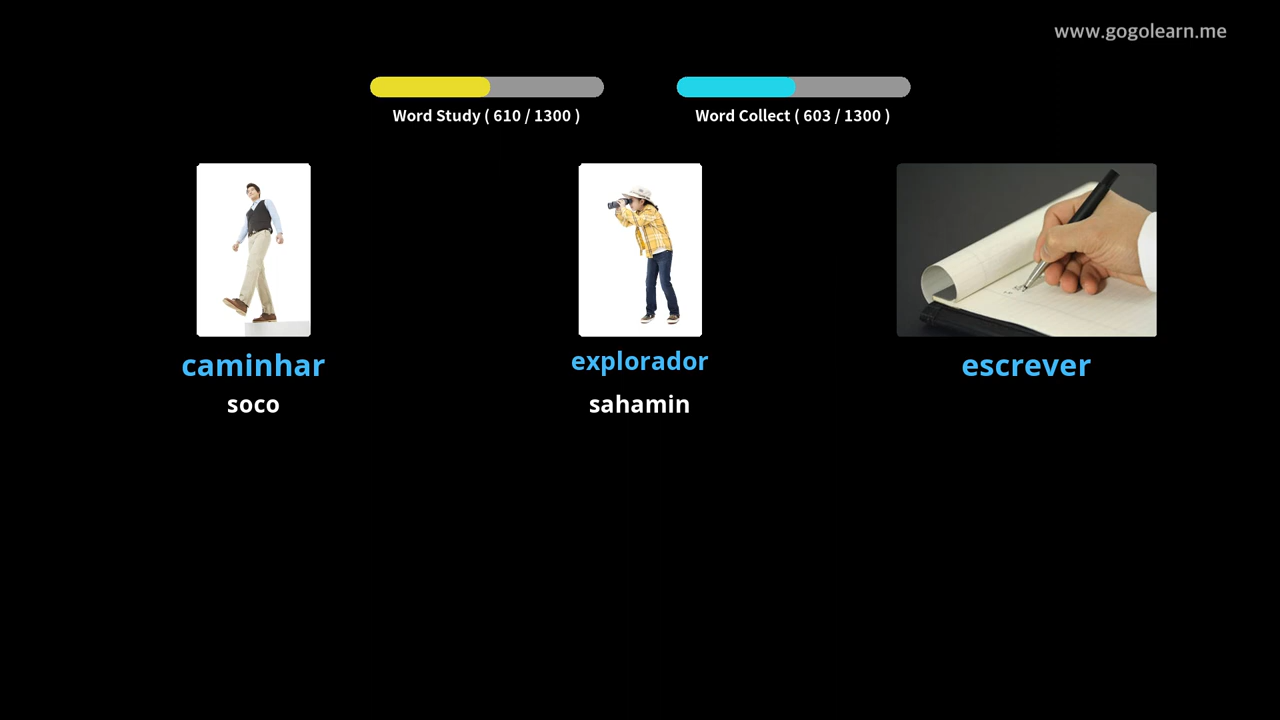 www.gogolearn.me
Word Study ( 610 / 1300 )
Word Collect ( 603 / 1300 )
caminhar
soco
explorador
sahamin
escrever